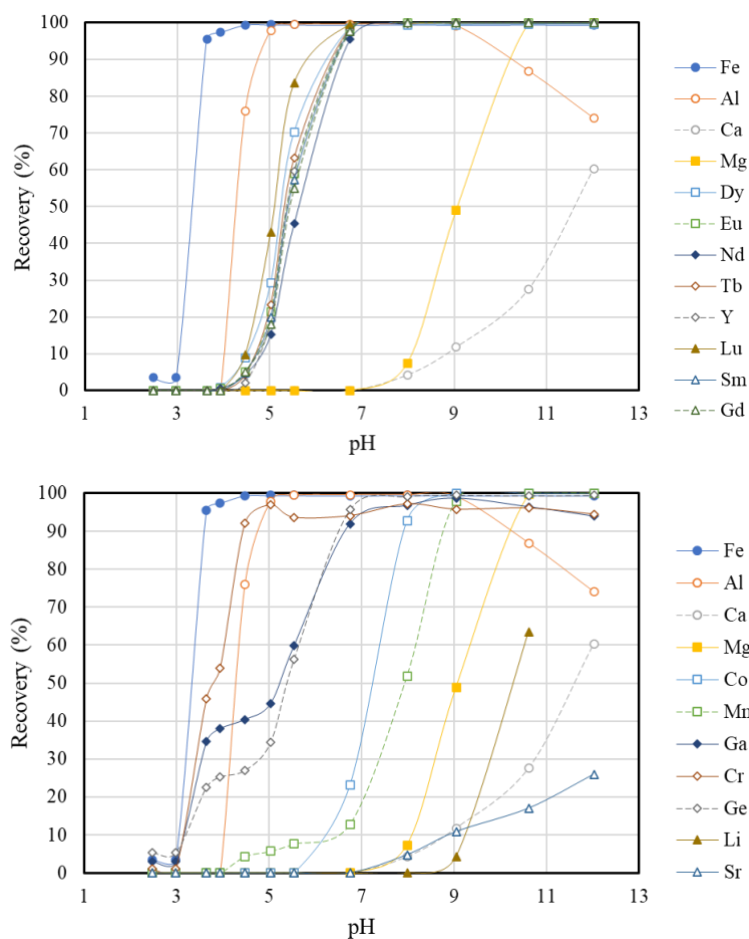 100
90
80
70
60
50
40
30
20
10
0
Recovery (%)
1 3 5 7 9 11 13
pH
Fe
Al
Ca
Mg
Dy
Eu
Nd
Tb
Y
Lu
Sm
Gd
100
90
80
70
60
50
40
30
20
10
0
Recovery (%)
1 3 5 7 9 11 13
pH
Fe
Al
Ca
Mg
Co
Mn
Ga
Cr
Ge
Li
Sr